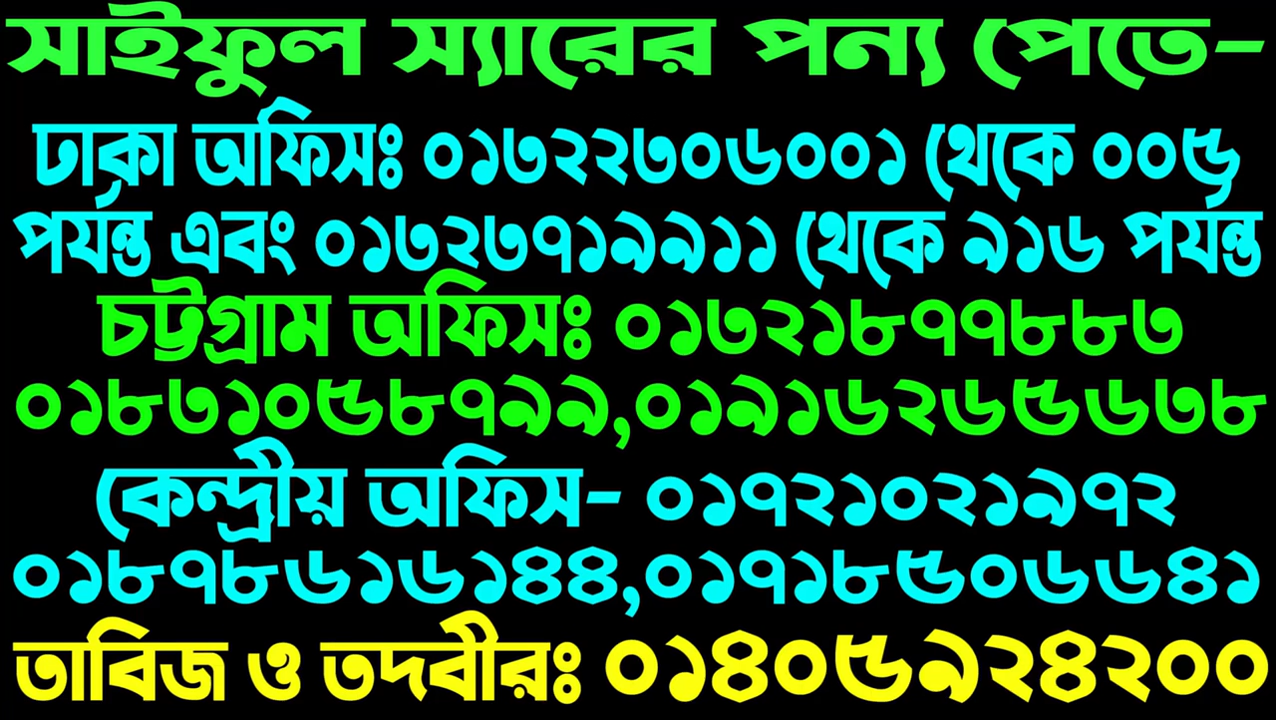 সাইফুল স্যারের পন্য পেতে-
ঢাকা অফিসঃ ০১৩২২৩০৬০০১ থেকে ০০৫
পর্যন্ত এবং ০১৩২৩৭১৯৯১১ থেকে ৯১৬ পর্যন্ত
চট্টগ্রাম অফিসঃ ০১৩২১৮৭৭৮৮৩
০১৮৩১০৫৮৭৯৯,০১৯১৬২৬৫৬৩৮
কেন্দ্রীয় অফিস- ০১৭২১০২১৯৭২
০১৮৭৮৬১৬১৪৪,০১৭১৮৫০৬৬৪১
তাবিজ ও তদবীরঃ ০১৪০৫৯২৪২০০